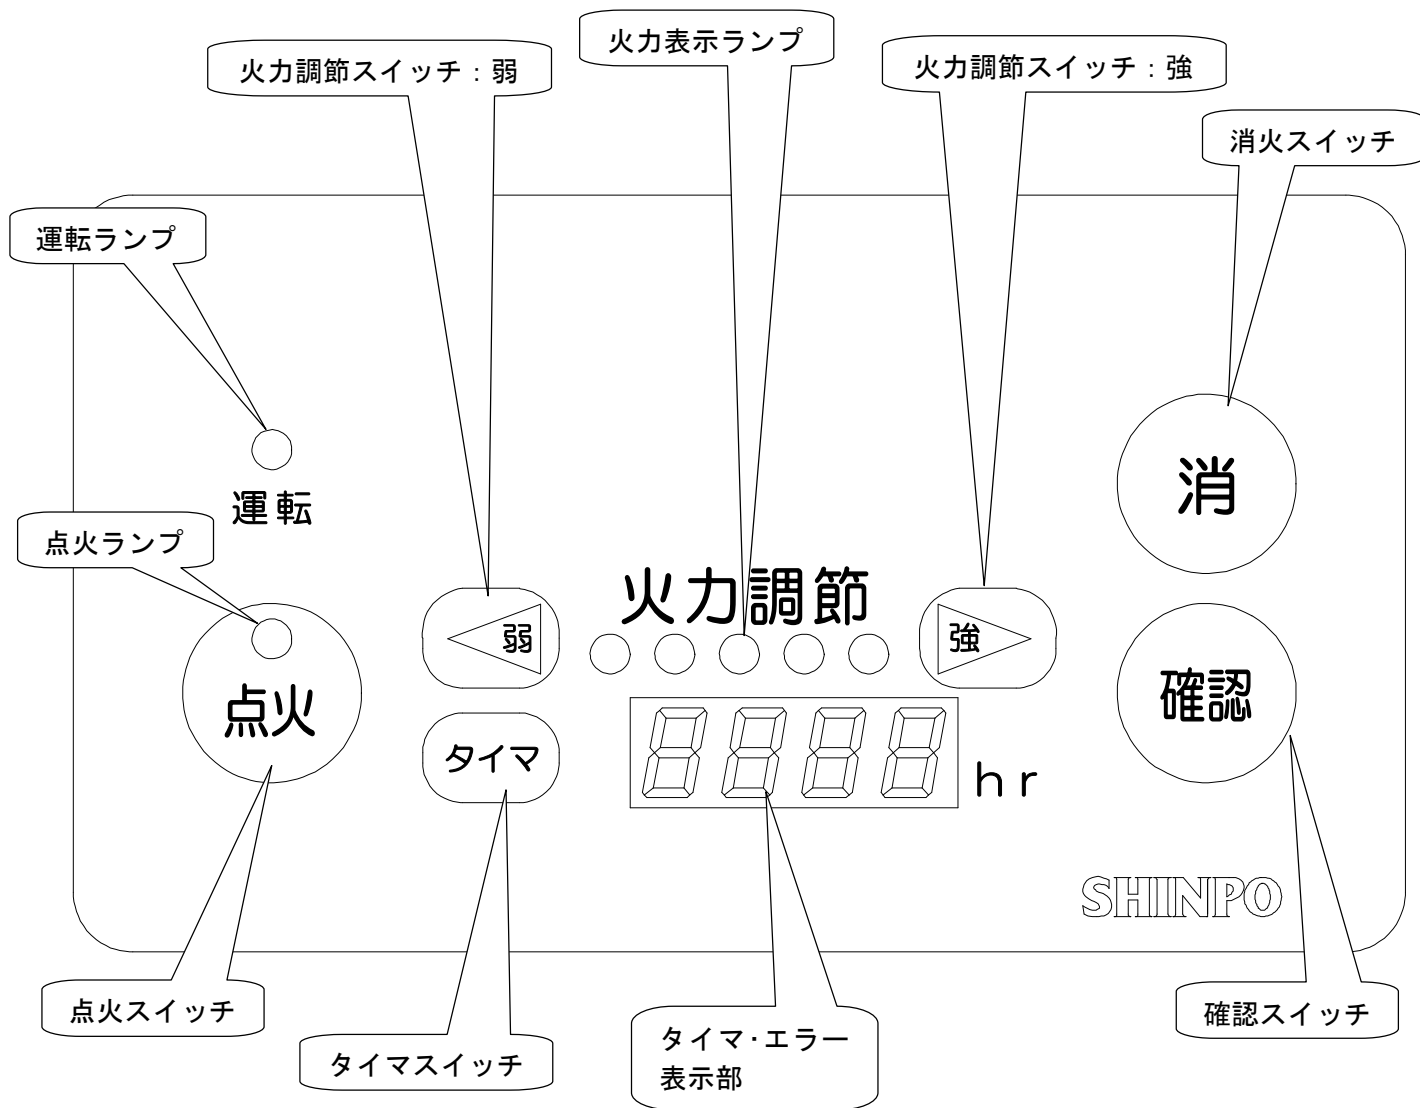 火力表示ランプ
火力調節スイッチ：弱
火力調節スイッチ：強
消火スイッチ
運転ランプ
運転
消
点火ランプ
火力調節
弱
強
点火
確認
タイマ
8888
hr
SHINPO
点火スイッチ
タイマスイッチ
タイマ・エラー
表示部
確認スイッチ